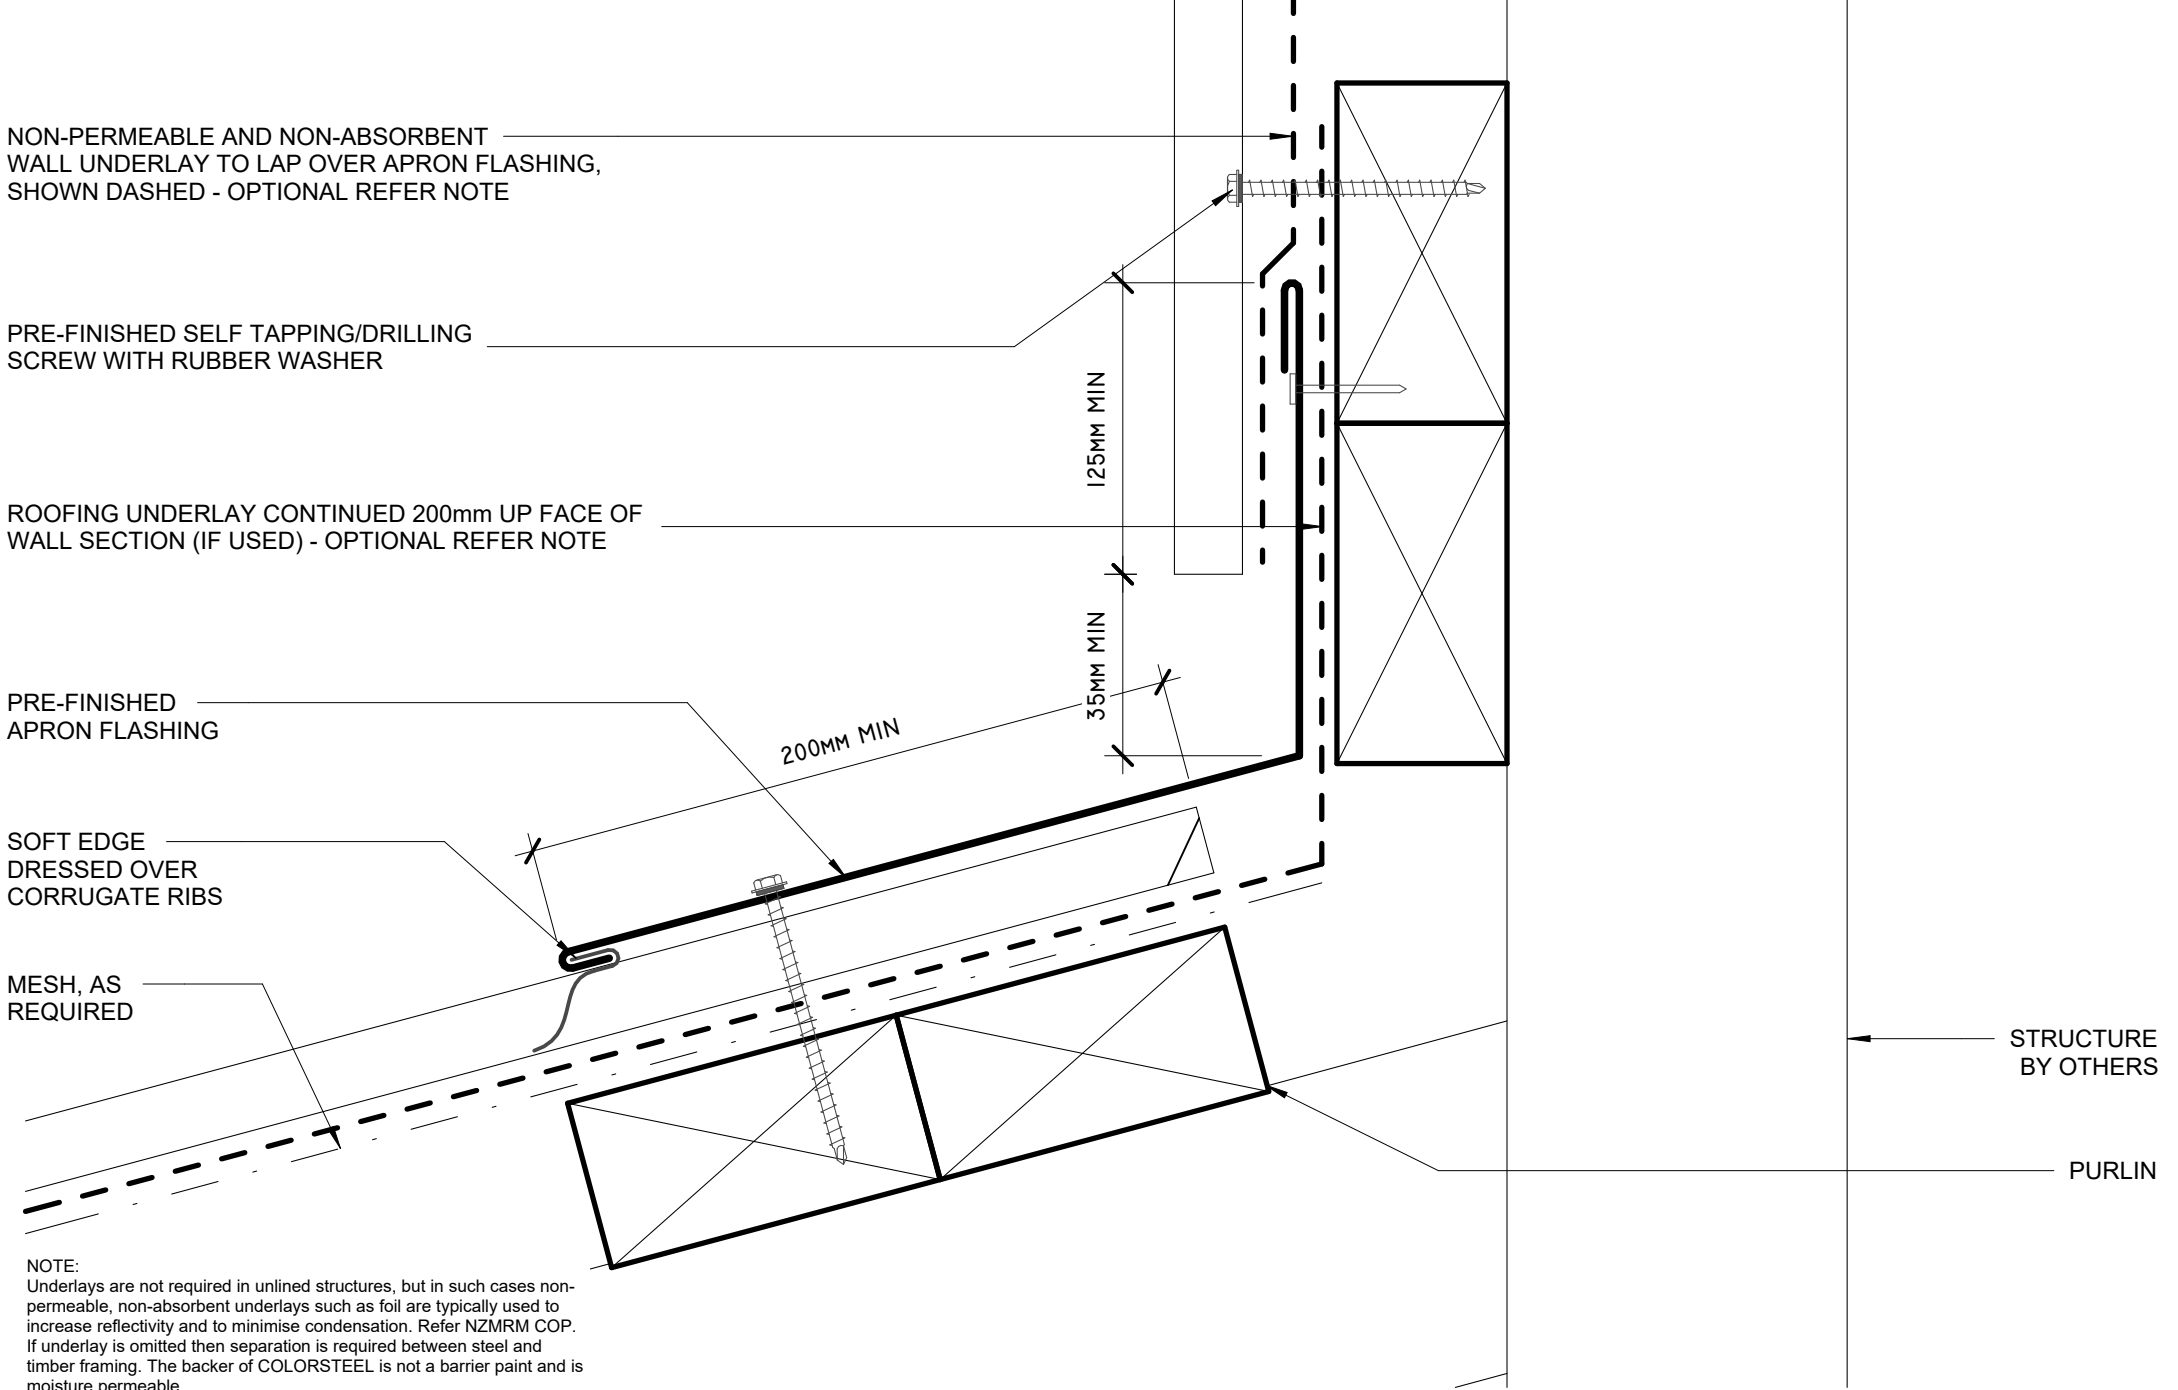 NON-PERMEABLE AND NON-ABSORBENT
WALL UNDERLAY TO LAP OVER APRON FLASHING,
SHOWN DASHED - OPTIONAL REFER NOTE
PRE-FINISHED SELF TAPPING/DRILLING
SCREW WITH RUBBER WASHER
125MM MIN
ROOFING UNDERLAY CONTINUED 200mm UP FACE OF
WALL SECTION (IF USED) - OPTIONAL REFER NOTE
35MM MIN
PRE-FINISHED
APRON FLASHING
200MM MIN
SOFT EDGE
DRESSED OVER
CORRUGATE RIBS
MESH, AS
REQUIRED
STRUCTURE
BY OTHERS
PURLIN
NOTE:
Underlays are not required in unlined structures, but in such cases non-
permeable, non-absorbent underlays such as foil are typically used to
increase reflectivity and to minimise condensation. Refer NZMRM COP.
If underlay is omitted then separation is required between steel and
timber framing. The backer of COLORSTEEL is not a barrier paint and is
moisture permeable